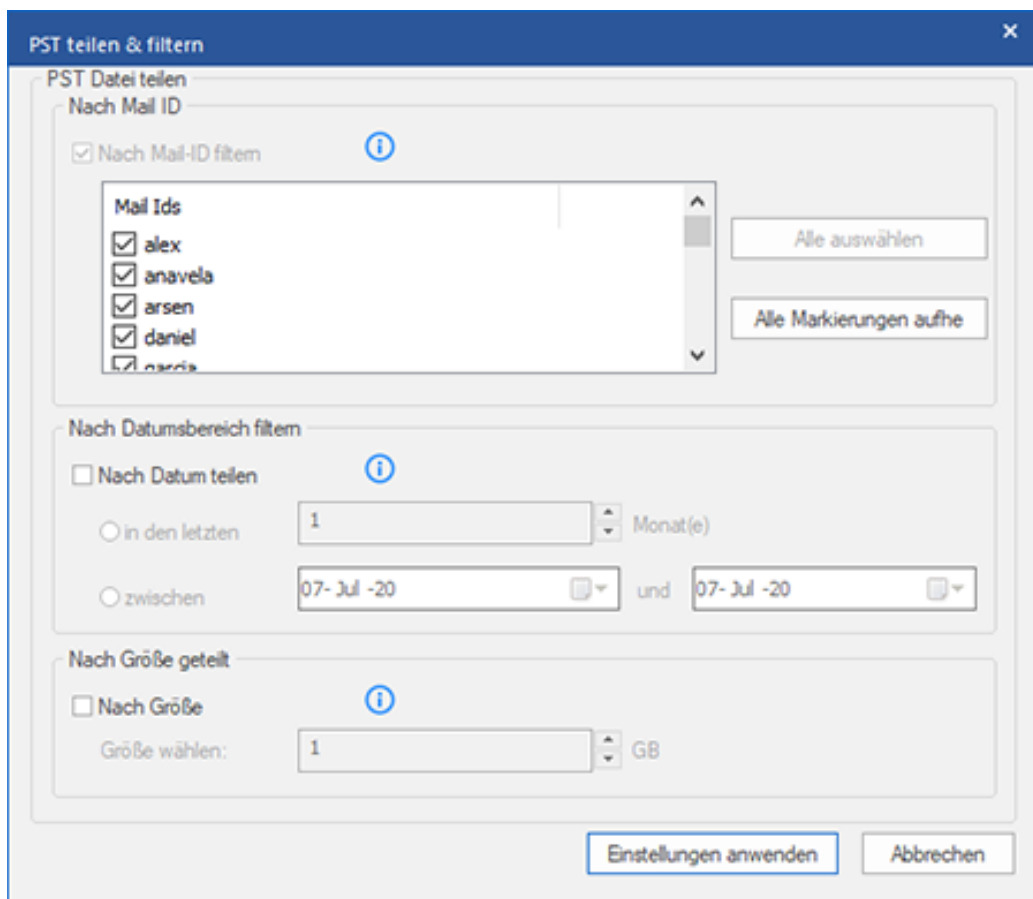 PST teilen & filtern
PST Datei teilen
Nach Mail ID
Nach Mail-ID filtern
Mail Ids
alex
anavela
arsen
daniel
garcia
Alle auswählen
Alle Markierungen aufhe
Nach Datumsbereich filtern
Nach Datum teilen
in den letzten 1 Monat(e)
zwischen 07- Jul -20 und 07- Jul -20
Nach Größe geteilt
Nach Größe
Größe wählen: 1 GB
Einstellungen anwenden Abbrechen